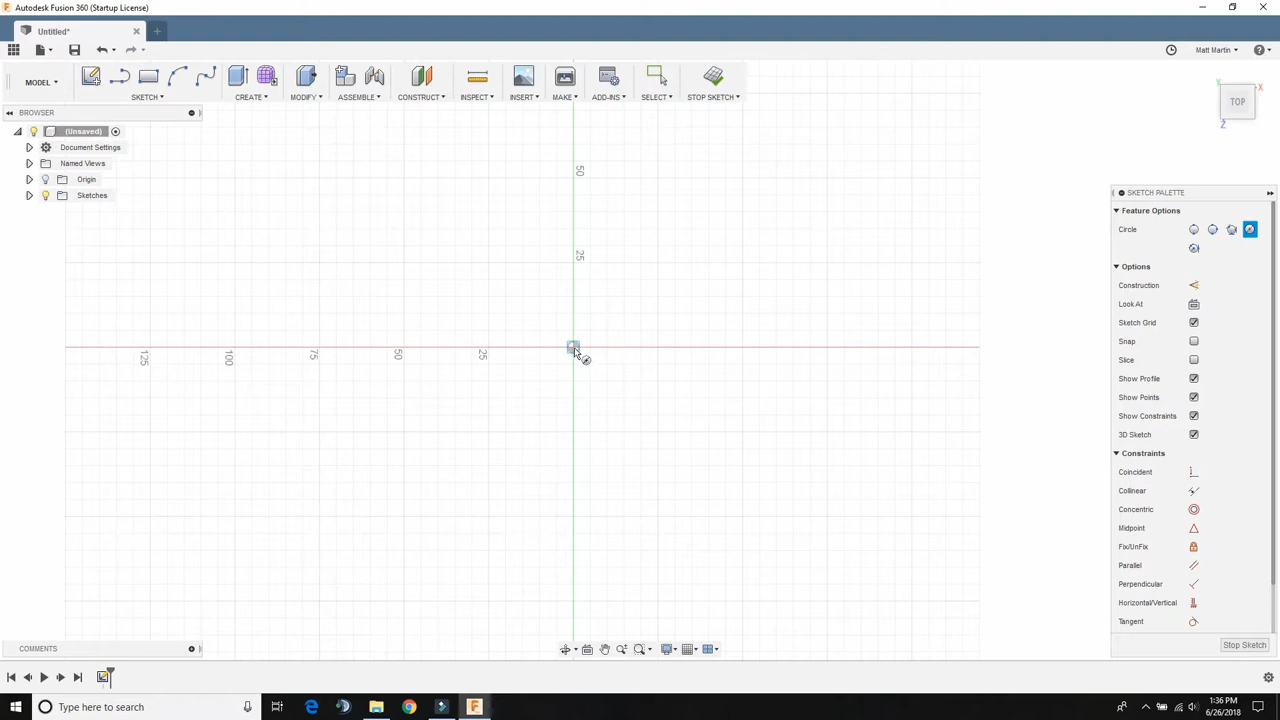 Autodesk Fusion 360 (Startup License)
Untitled*
Matt Martin
MODEL
SKETCH
CREATE
MODIFY
ASSEMBLE
CONSTRUCT
INSPECT
INSERT
MAKE
ADD-INS
SELECT
STOP SKETCH
BROWSER
(Unsaved)
Document Settings
Named Views
Origin
Sketches
TOP
X
Z
50
25
125
100
75
50
25
SKETCH PALETTE
Feature Options
Circle
Options
Construction
Look At
Sketch Grid
Snap
Slice
Show Profile
Show Points
Show Constraints
3D Sketch
Constraints
Coincident
Collinear
Concentric
Midpoint
Fix/UnFix
Parallel
Perpendicular
Horizontal/Vertical
Tangent
Stop Sketch
COMMENTS
Type here to search
1:36 PM
6/26/2018